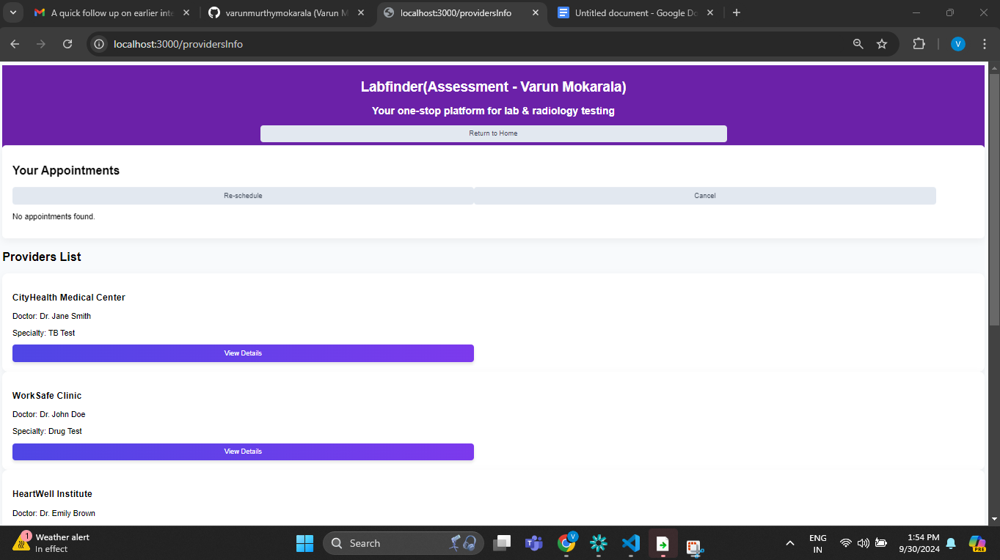 A quick follow up on earlier inte
varunmurthymokarala (Varun M
localhost:3000/providersInfo
Untitled document - Google Do
localhost:3000/providersInfo
V
Labfinder(Assessment - Varun Mokarala)
Your one-stop platform for lab & radiology testing
Return to Home
Your Appointments
Re-schedule
Cancel
No appointments found.
Providers List
CityHealth Medical Center
Doctor: Dr. Jane Smith
Specialty: TB Test
View Details
WorkSafe Clinic
Doctor: Dr. John Doe
Specialty: Drug Test
View Details
HeartWell Institute
Doctor: Dr. Emily Brown
1
Weather alert
In effect
Search
V
ENG
IN
1:54 PM
9/30/2024
PRE